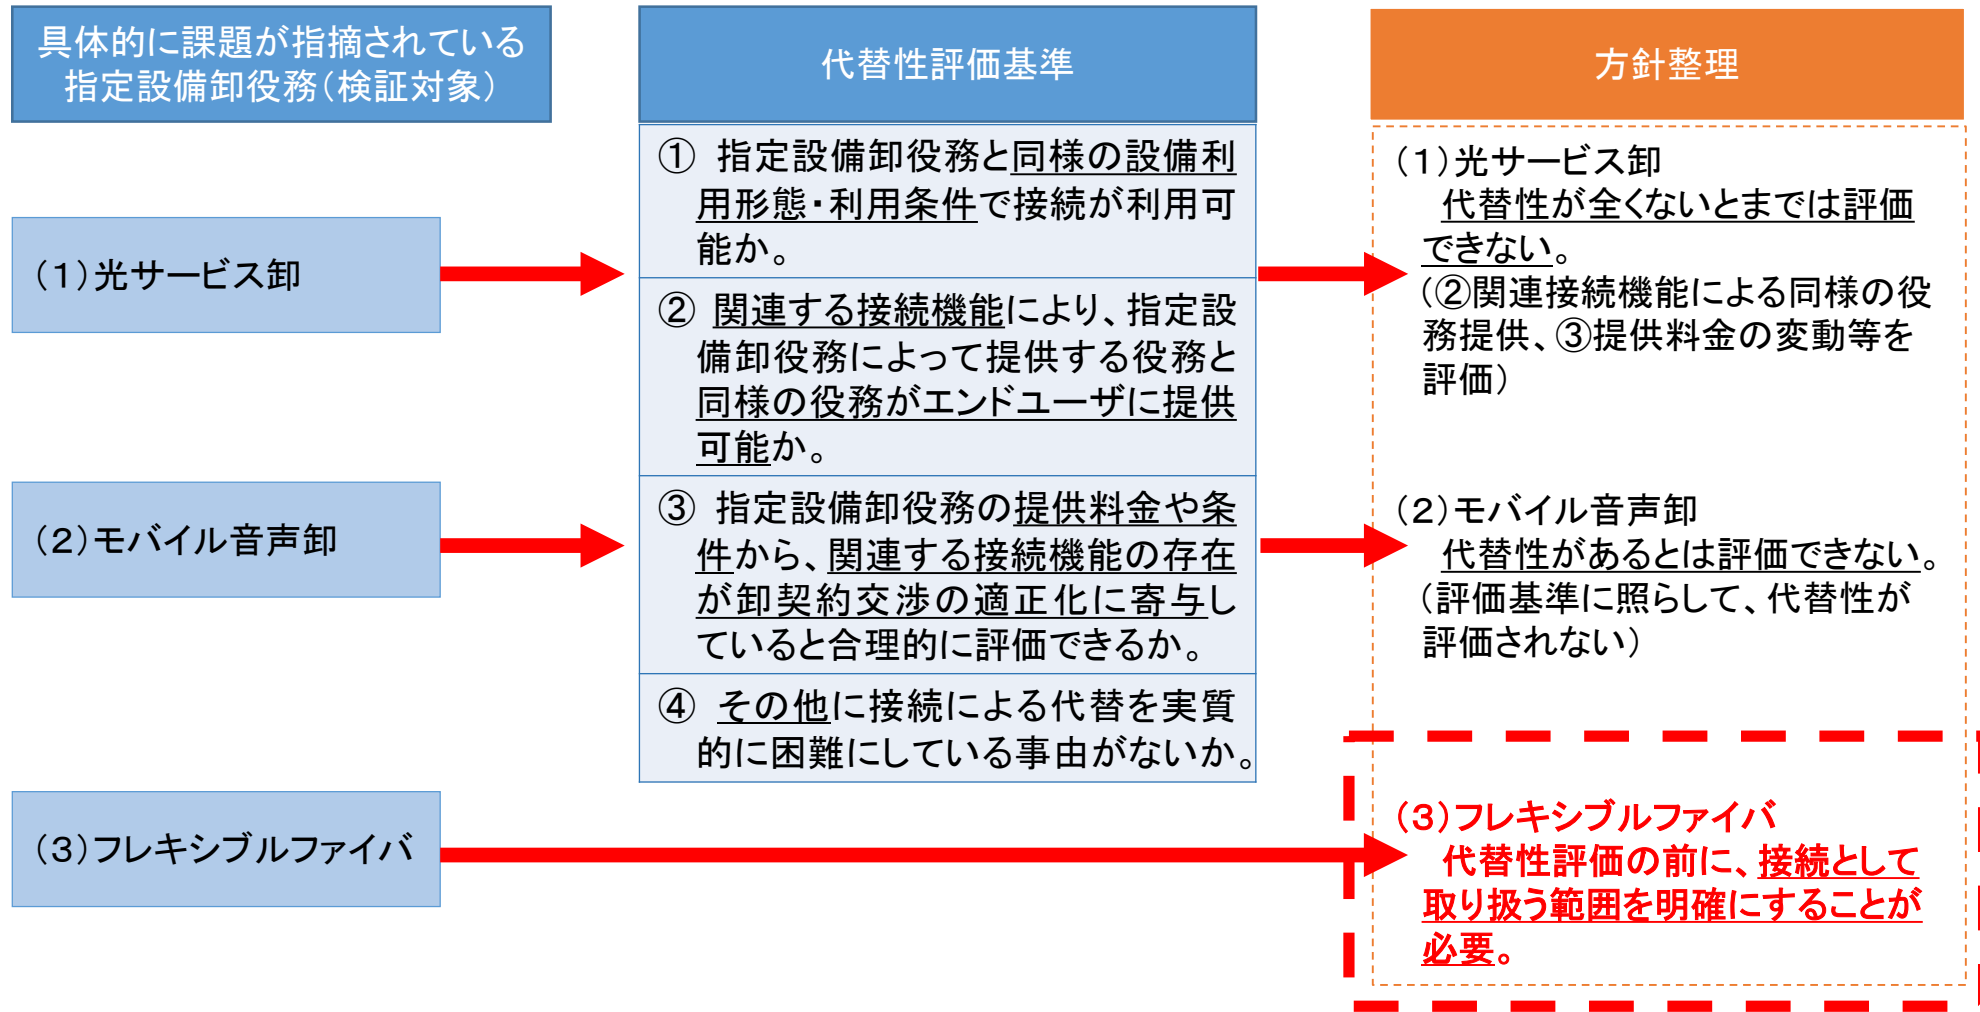 具体的に課題が指摘されている
指定設備卸役務（検証対象）
代替性評価基準
方針整理
（１）光サービス卸
（２）モバイル音声卸
（３）フレキシブルファイバ
① 指定設備卸役務と同様の設備利
用形態・利用条件で接続が利用可
能か。
② 関連する接続機能により、指定設
備卸役務によって提供する役務と
同様の役務がエンドユーザに提供
可能か。
③ 指定設備卸役務の提供料金や条
件から、関連する接続機能の存在
が卸契約交渉の適正化に寄与し
ていると合理的に評価できるか。
④ その他に接続による代替を実質
的に困難にしている事由がないか。
（１）光サービス卸
代替性が全くないとまでは評価
できない。
（②関連接続機能による同様の役
務提供、③提供料金の変動等を
評価）
（２）モバイル音声卸
代替性があるとは評価できない。
（評価基準に照らして、代替性が
評価されない）
（３）フレキシブルファイバ
代替性評価の前に、接続として
取り扱う範囲を明確にすることが
必要。